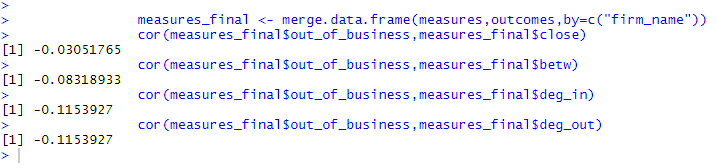 >
> measures_final <- merge.data.frame(measures,outcomes,by=c("firm_name"))
> cor(measures_final$out_of_business,measures_final$close)
[1] -0.03051765
> cor(measures_final$out_of_business,measures_final$betw)
[1] -0.08318933
> cor(measures_final$out_of_business,measures_final$deg_in)
[1] -0.1153927
> cor(measures_final$out_of_business,measures_final$deg_out)
[1] -0.1153927
>